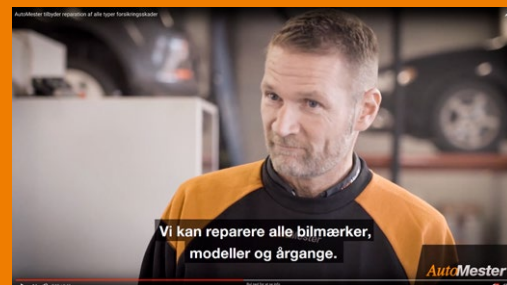 AutoMester tilbyder reparation af alle typer forsikringsskader
Vi kan reparere alle bilmærker,
modeller og årgange.
AutoMester